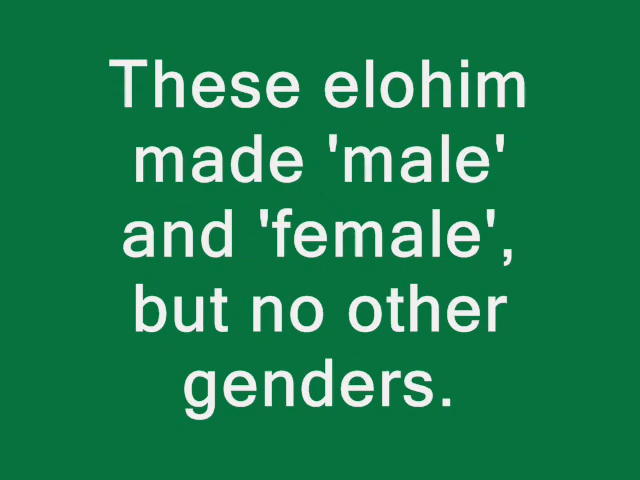 These elohim
made 'male'
and 'female',
but no other
genders.